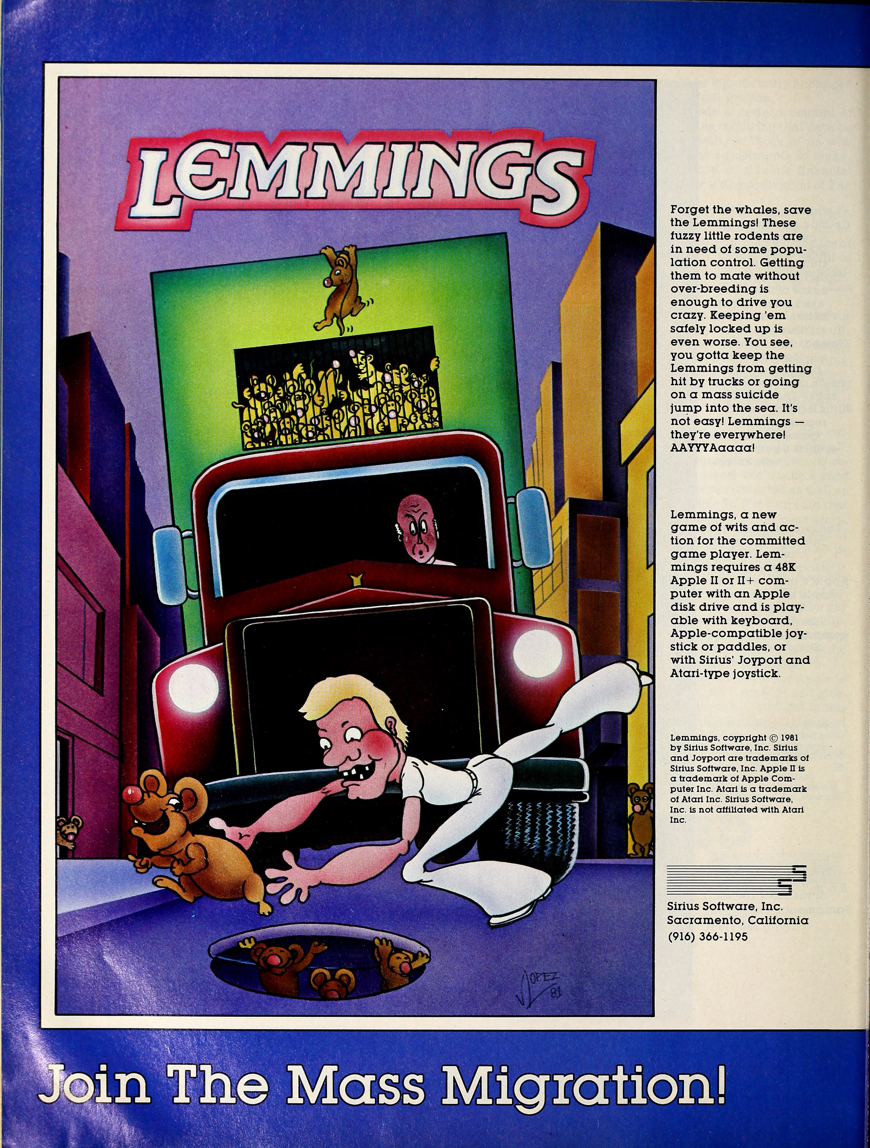 LEMMINGS
Forget the whales, save
the Lemmings! These
fuzzy little rodents are
in need of some popu-
lation control. Getting
them to mate without
over-breeding is
enough to drive you
crazy. Keeping 'em
safely locked up is
even worse. You see,
you gotta keep the
Lemmings from getting
hit by trucks or going
on a mass suicide
jump into the sea. It's
not easy! Lemmings —
they're everywhere!
AAYYYAaaaa!
Lemmings, a new
game of wits and ac-
tion for the committed
game player. Lem-
mings requires a 48K
Apple II or II+ com-
puter with an Apple
disk drive and is play-
able with keyboard,
Apple-compatible joy-
stick or paddles, or
with Sirius' Joyport and
Atari-type joystick.
Lemmings, coypright © 1981
by Sirius Software, Inc. Sirius
and Joyport are trademarks of
Sirius Software, Inc. Apple II is
a trademark of Apple Com-
puter Inc. Atari is a trademark
of Atari Inc. Sirius Software,
Inc. is not affiliated with Atari
Inc.
SS
Sirius Software, Inc.
Sacramento, California
(916) 366-1195
LOPEZ
81
Join The Mass Migration!